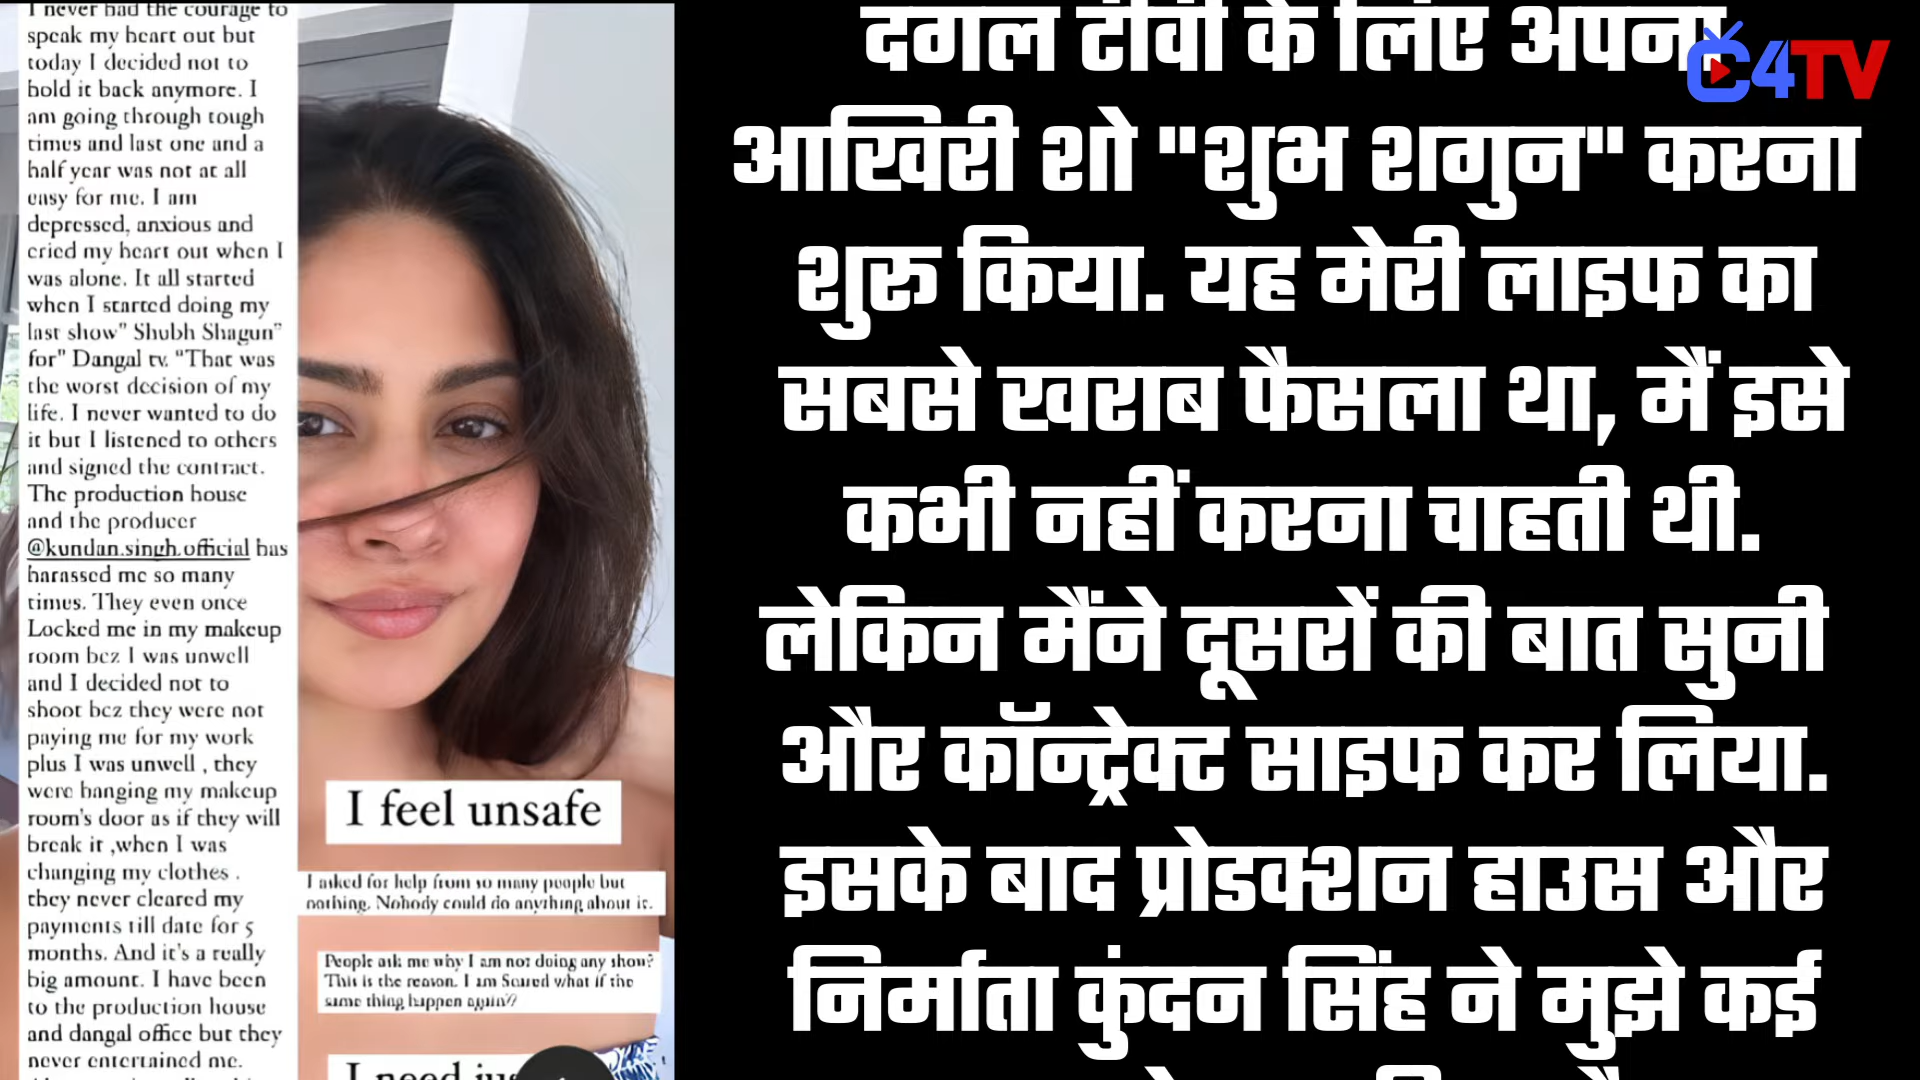 I never had the courage to
speak my heart out but
today I decided not to
hold it back anymore. I
am going through tough
times and last one and a
half year was not at all
easy for me. I am
depressed, anxious and
cried my heart out when I
was alone. It all started
when I started doing my
last show" Shubh Shagun"
for" Dangal tv. "That was
the worst decision of my
life. I never wanted to do
it but I listened to others
and signed the contract.
The production house
and the producer
@kundan.singh.official has
harassed me so many
times. They even once
Locked me in my makeup
room bcz I was unwell
and I decided not to
shoot bcz they were not
paying me for my work
plus I was unwell , they
were banging my makeup
room's door as if they will
break it ,when I was
changing my clothes .
they never cleared my
payments till date for 5
months. And it's a really
big amount. I have been
to the production house
and dangal office but they
never entertained me.
I feel unsafe
I asked for help from so many people but
nothing. Nobody could do anything about it.
People ask me why I am not doing any show?
This is the reason. I am Scared what if the
same thing happen again??
I need
दंगल टीवी के लिए अपना
आखिरी शो "शुभ शगुन" करना
शुरू किया. यह मेरी लाइफ का
सबसे खराब फैसला था, मैं इसे
कभी नहीं करना चाहती थी.
लेकिन मैंने दूसरों की बात सुनी
और कॉन्ट्रेक्ट साइफ कर लिया.
इसके बाद प्रोडक्शन हाउस और
निर्माता कुंदन सिंह ने मुझे कई
C4TV